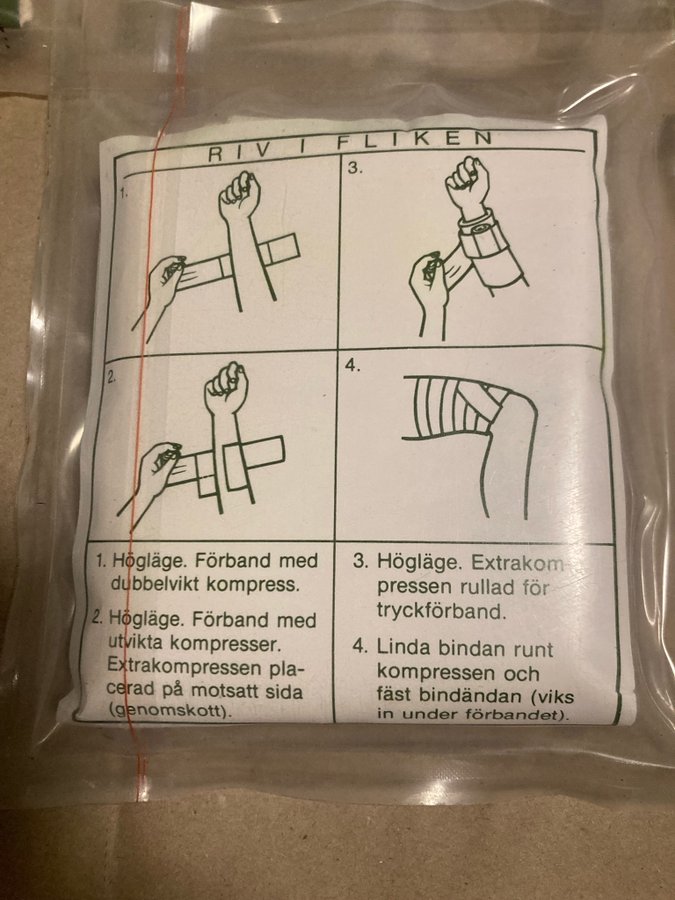 RIV I FLIKEN
1.
3.
2.
4.
1. Högläge. Förband med
dubbelvikt kompress.
2. Högläge. Förband med
utvikta kompresser.
Extrakompressen pla-
cerad på motsatt sida
(genomskott).
3. Högläge. Extrakom
pressen rullad för
tryckförband.
4. Linda bindan runt
kompressen och
fäst bindändan (viks
in under förbandet).